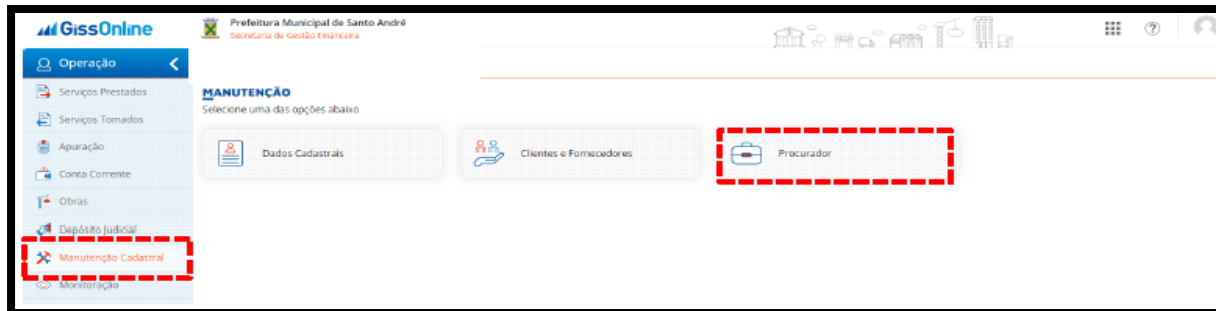 GissOnline
Prefeitura Municipal de Santo André
Secretaria de Gestão Financeira
Operação
Serviços Prestados
Serviços Tomados
Apuração
Conta Corrente
Obras
Depósito Judicial
Manutenção Cadastral
Monitoração
MANUTENÇÃO
Selecione uma das opções abaixo
Dados Cadastrais
Clientes e Fornecedores
Procurador